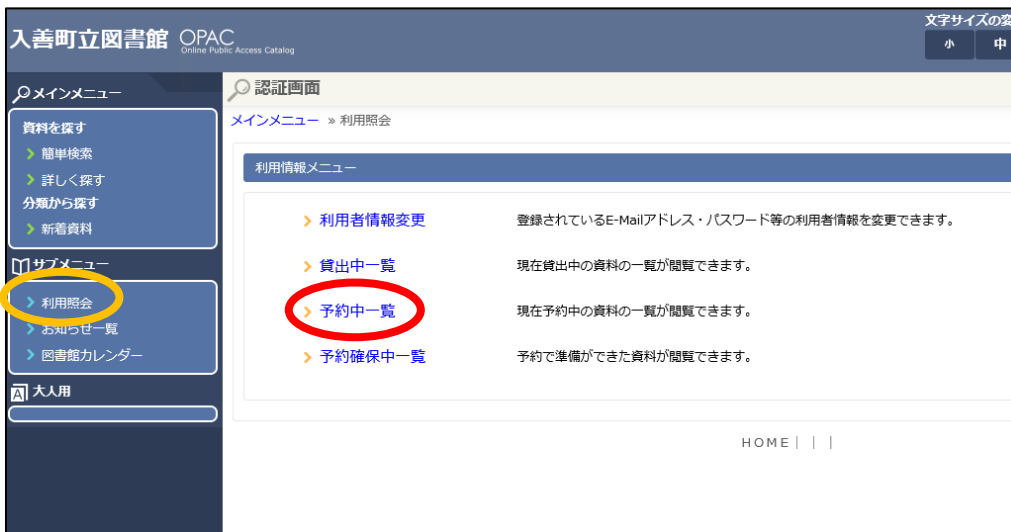 入善町立図書館 OPAC
Online Public Access Catalog
文字サイズの変
小 中
メインメニュー
資料を探す
簡単検索
詳しく探す
分類から探す
新着資料
サブメニュー
利用照会
お知らせ一覧
図書館カレンダー
大人用
認証画面
メインメニュー » 利用照会
利用情報メニュー
利用者情報変更 登録されているE-Mailアドレス・パスワード等の利用者情報を変更できます。
貸出中一覧 現在貸出中の資料の一覧が閲覧できます。
予約中一覧 現在予約中の資料の一覧が閲覧できます。
予約確保中一覧 予約で準備ができた資料が閲覧できます。
HOME｜ ｜ ｜